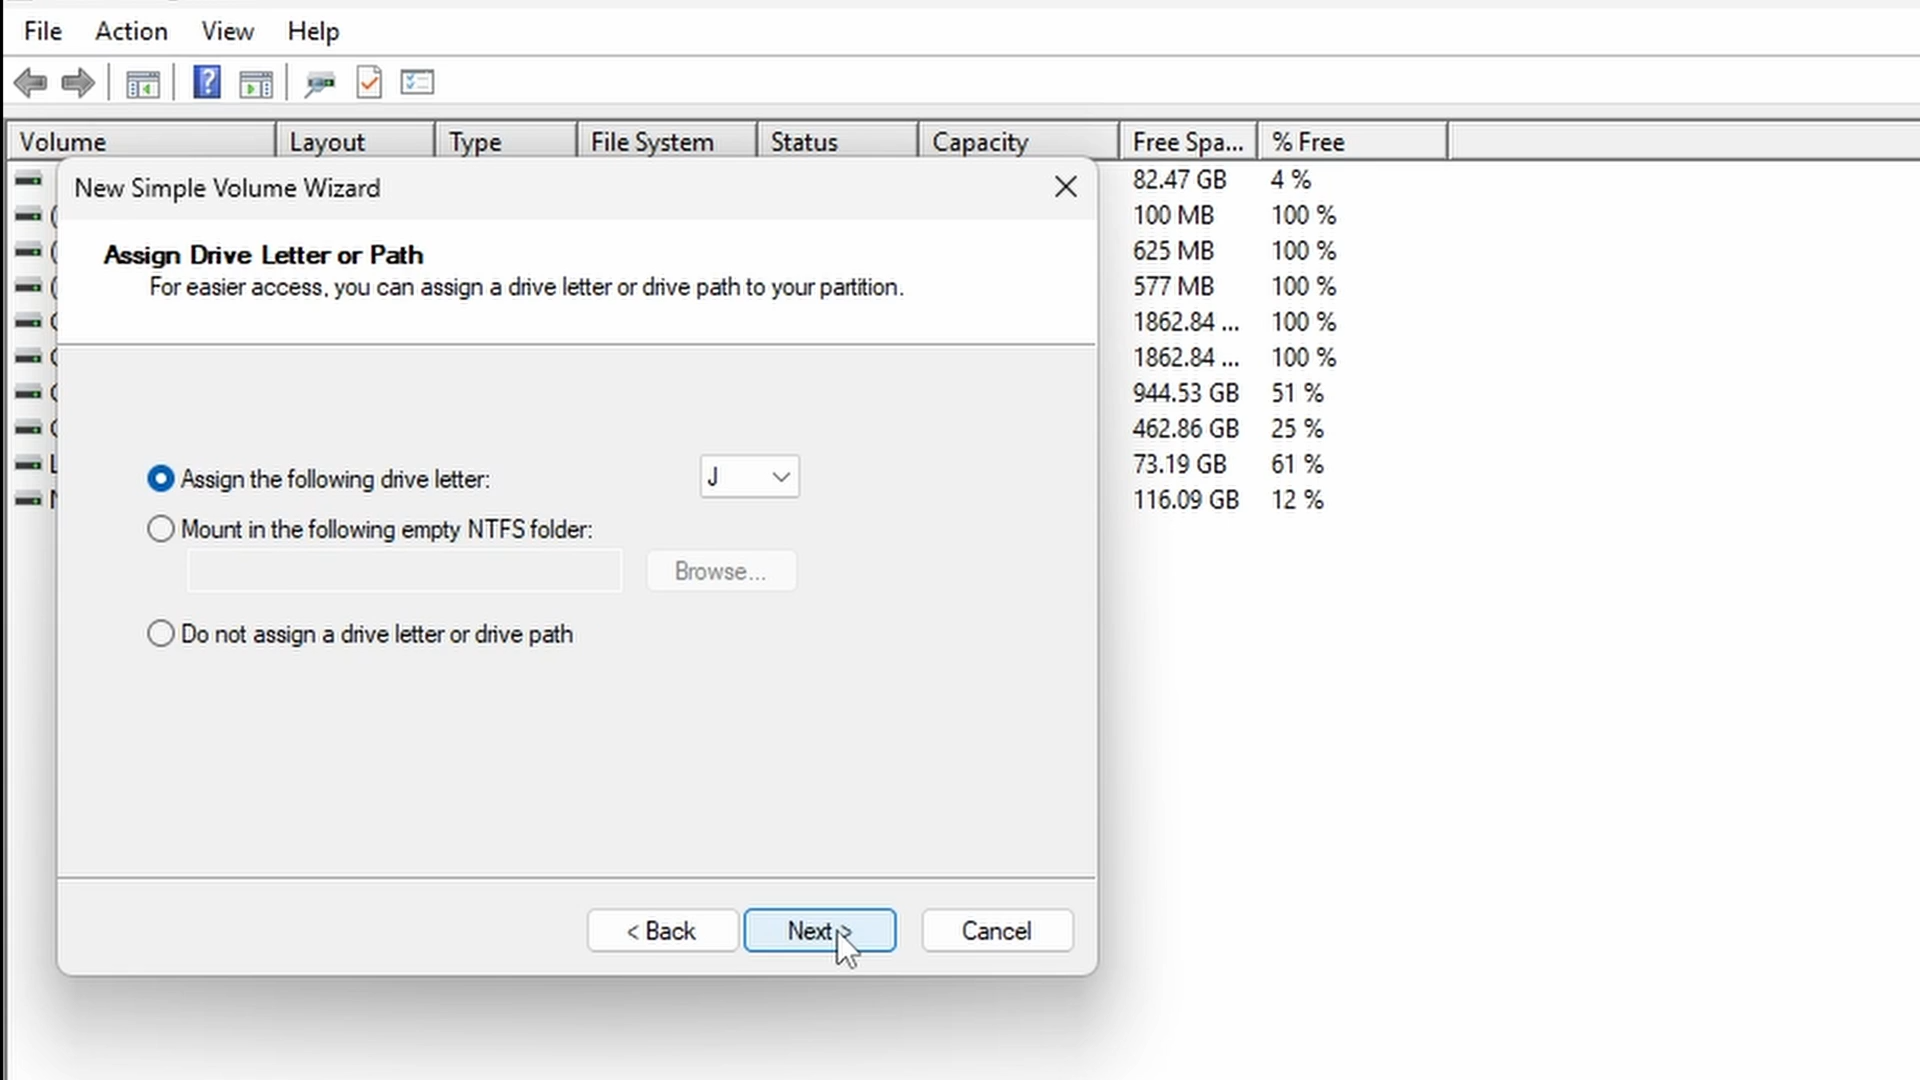 File Action View Help
Volume Layout Type File System Status Capacity Free Spa... % Free
New Simple Volume Wizard
Assign Drive Letter or Path
For easier access, you can assign a drive letter or drive path to your partition.
Assign the following drive letter: J
Mount in the following empty NTFS folder:
Browse...
Do not assign a drive letter or drive path
< Back Next > Cancel
82.47 GB 4 %
100 MB 100 %
625 MB 100 %
577 MB 100 %
1862.84 ... 100 %
1862.84 ... 100 %
944.53 GB 51 %
462.86 GB 25 %
73.19 GB 61 %
116.09 GB 12 %